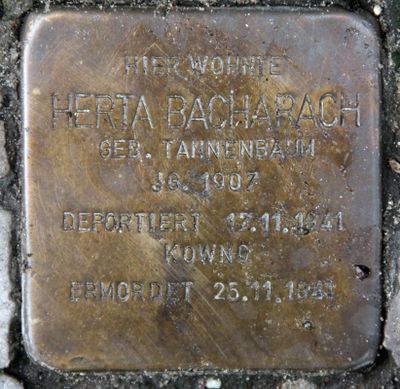 HIER WOHNTE
HERTA BACHARACH
GEB. TANNENBAUM
JG. 1907
DEPORTIERT 17.11.1941
KOWNO
ERMORDET 25.11.1941